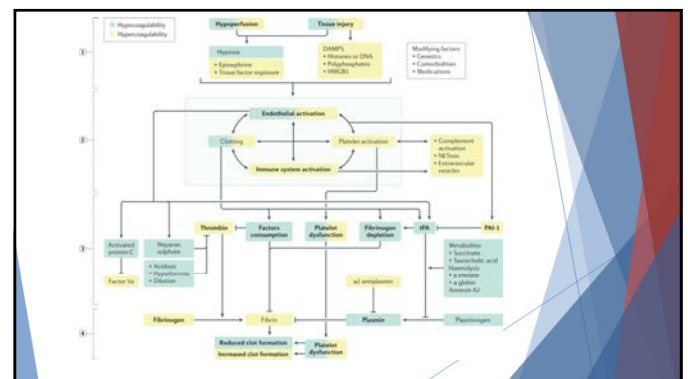 Hypocoagulability
Hypercoagulability
Hypoperfusion
Tissue injury
Hypoxia
• Epinephrine
• Tissue factor exposure
DAMPS
• Histones or DNA
• Polyphosphates
• HMGB1
Modifying factors
• Genetics
• Comorbidities
• Medications
1
Endothelial activation
2
Clotting
Platelet activation
• Complement
activation
• NETosis
• Extravascular
vesicles
Immune system activation
Activated
protein C
Heparan
sulphate
Thrombin
Factors
consumption
Platelet
dysfunction
Fibrinogen
depletion
tPA
PAI-1
3
• Acidosis
• Hypothermia
• Dilution
Metabolites
• Succinate
• Taurocholic acid
Haemolysis
• α globin
Annexin A2
Factor Va
α2 antiplasmin
Fibrinogen
Fibrin
Plasmin
Plasminogen
4
Reduced clot formation
Increased clot formation
Platelet
dysfunction